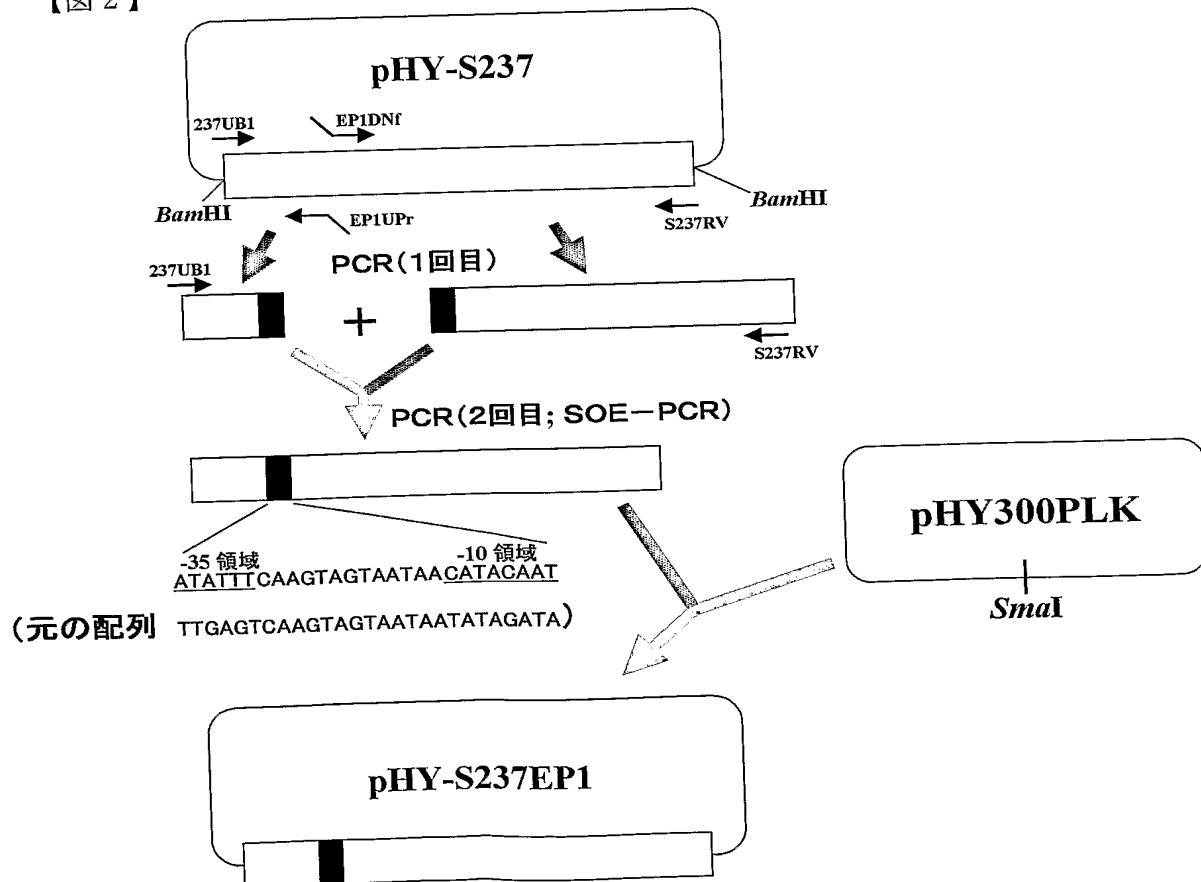 【図2】
pHY-S237
237UB1
EP1DNf
BamHI
EP1UPr
S237RV
BamHI
PCR(1回目)
237UB1
+
S237RV
PCR(2回目; SOE-PCR)
-35 領域
-10 領域
ATATTTCAAGTAGTAATAACATACAAT
(元の配列 TTGAGTCAAGTAGTAATAATATAGATA)
pHY300PLK
SmaI
pHY-S237EP1